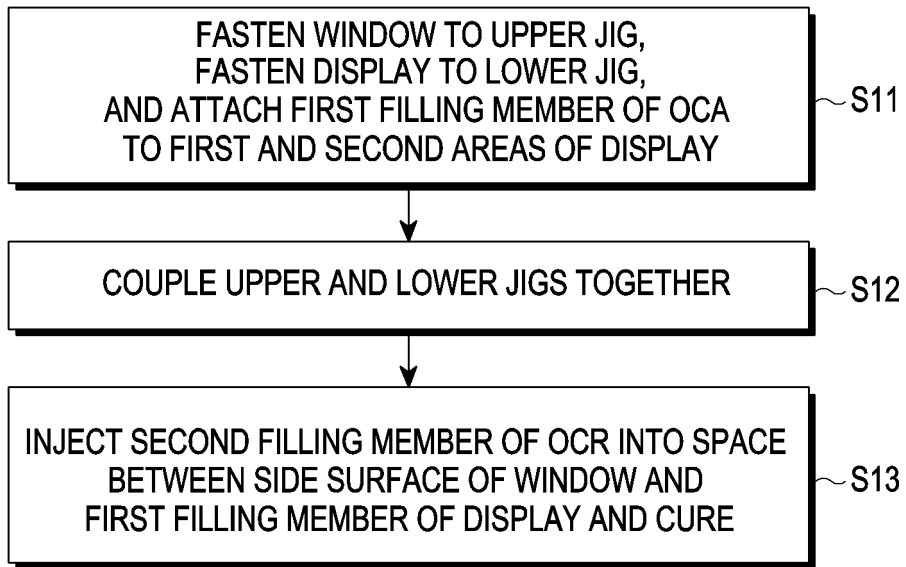 FASTEN WINDOW TO UPPER JIG,
FASTEN DISPLAY TO LOWER JIG,
AND ATTACH FIRST FILLING MEMBER OF OCA
TO FIRST AND SECOND AREAS OF DISPLAY
S11
COUPLE UPPER AND LOWER JIGS TOGETHER
S12
INJECT SECOND FILLING MEMBER OF OCR INTO SPACE
BETWEEN SIDE SURFACE OF WINDOW AND
FIRST FILLING MEMBER OF DISPLAY AND CURE
S13